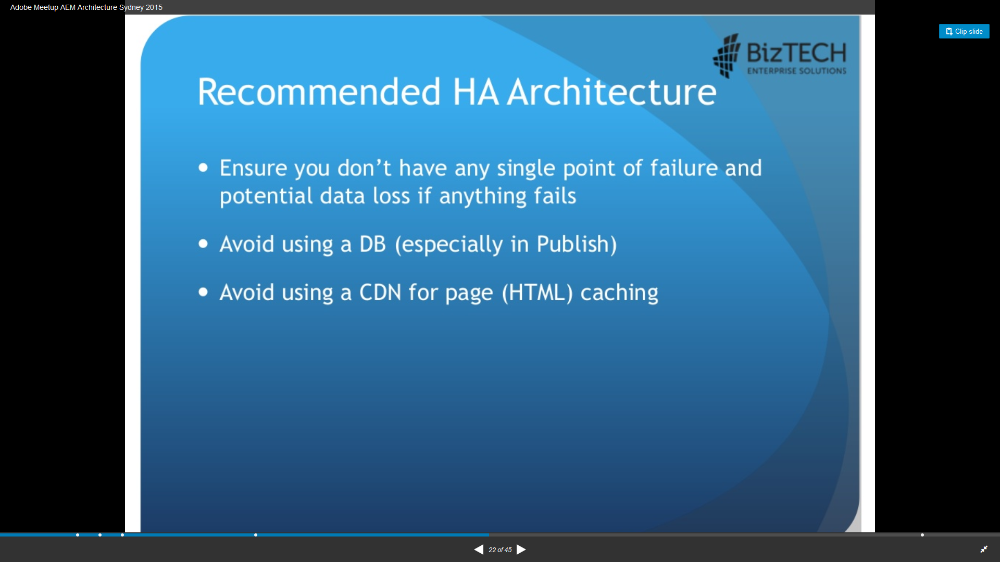 Adobe Meetup AEM Architecture Sydney 2015
Clip slide
BizTECH
ENTERPRISE SOLUTIONS
Recommended HA Architecture
• Ensure you don’t have any single point of failure and
potential data loss if anything fails
• Avoid using a DB (especially in Publish)
• Avoid using a CDN for page (HTML) caching
22 of 45